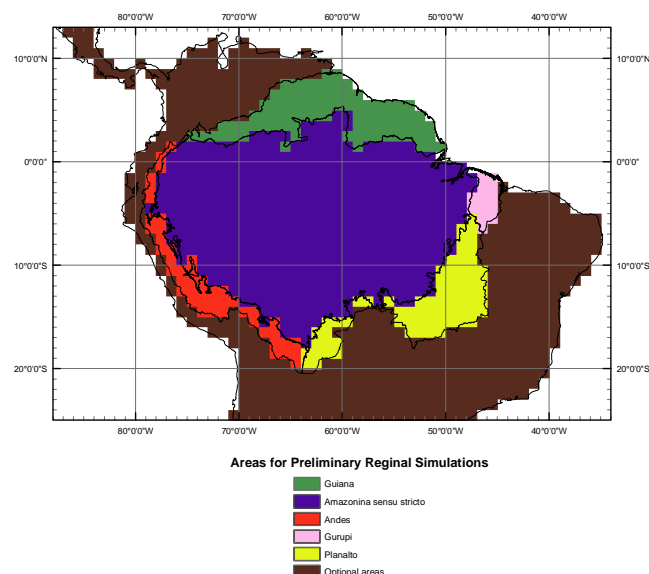 80°0'0"W 70°0'0"W 60°0'0"W 50°0'0"W 40°0'0"W
10°0'0"N 10°0'0"N
0°0'0" 0°0'0"
10°0'0"S 10°0'0"S
20°0'0"S 20°0'0"S
80°0'0"W 70°0'0"W 60°0'0"W 50°0'0"W 40°0'0"W
Areas for Preliminary Reginal Simulations
Guiana
Amazonina sensu stricto
Andes
Gurupi
Planalto
Optional areas